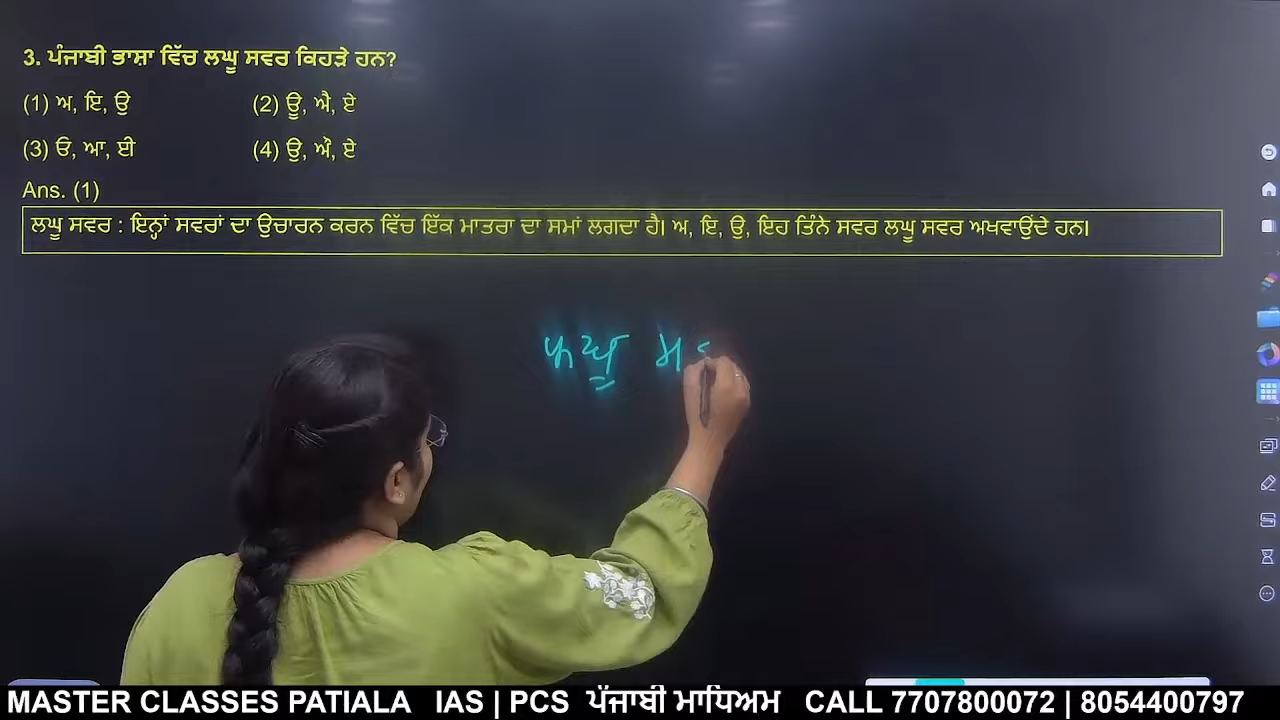 3. ਪੰਜਾਬੀ ਭਾਸ਼ਾ ਵਿੱਚ ਲਘੂ ਸਵਰ ਕਿਹੜੇ ਹਨ?
(1) ਅ, ਇ, ਉ (2) ਊ, ਐ, ਏ
(3) ਓ, ਆ, ਈ (4) ਉ, ਔ, ਏ
Ans. (1)
ਲਘੂ ਸਵਰ : ਇਨ੍ਹਾਂ ਸਵਰਾਂ ਦਾ ਉਚਾਰਨ ਕਰਨ ਵਿੱਚ ਇੱਕ ਮਾਤਰਾ ਦਾ ਸਮਾਂ ਲਗਦਾ ਹੈ। ਅ, ਇ, ਉ, ਇਹ ਤਿੰਨੇ ਸਵਰ ਲਘੂ ਸਵਰ ਅਖਵਾਉਂਦੇ ਹਨ।
ਲਘੂ
MASTER CLASSES PATIALA IAS | PCS ਪੰਜਾਬੀ ਮਾਧਿਅਮ CALL 7707800072 | 8054400797